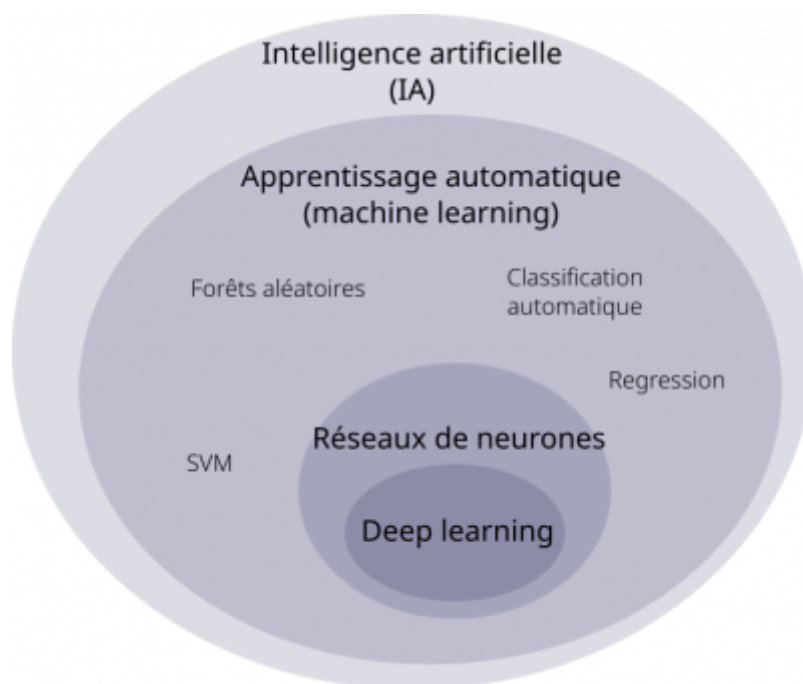 Intelligence artificielle
(IA)
Apprentissage automatique
(machine learning)
Forêts aléatoires
Classification
automatique
Regression
Réseaux de neurones
SVM
Deep learning